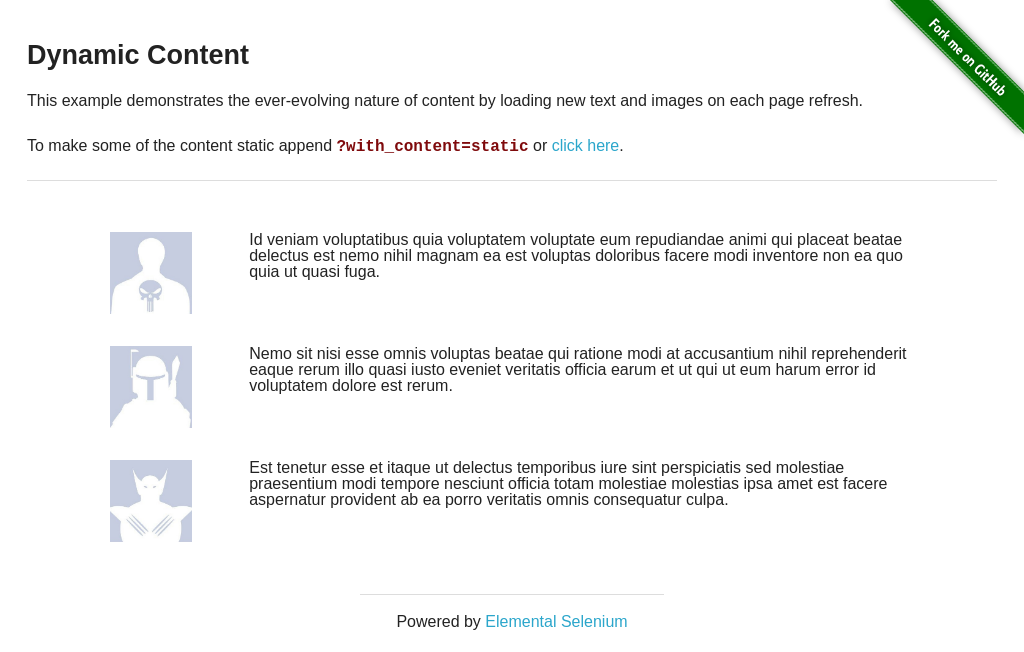 Fork me on GitHub
Dynamic Content
This example demonstrates the ever-evolving nature of content by loading new text and images on each page refresh.
To make some of the content static append ?with_content=static or click here.
Id veniam voluptatibus quia voluptatem voluptate eum repudiandae animi qui placeat beatae
delectus est nemo nihil magnam ea est voluptas doloribus facere modi inventore non ea quo
quia ut quasi fuga.
Nemo sit nisi esse omnis voluptas beatae qui ratione modi at accusantium nihil reprehenderit
eaque rerum illo quasi iusto eveniet veritatis officia earum et ut qui ut eum harum error id
voluptatem dolore est rerum.
Est tenetur esse et itaque ut delectus temporibus iure sint perspiciatis sed molestiae
praesentium modi tempore nesciunt officia totam molestiae molestias ipsa amet est facere
aspernatur provident ab ea porro veritatis omnis consequatur culpa.
Powered by Elemental Selenium